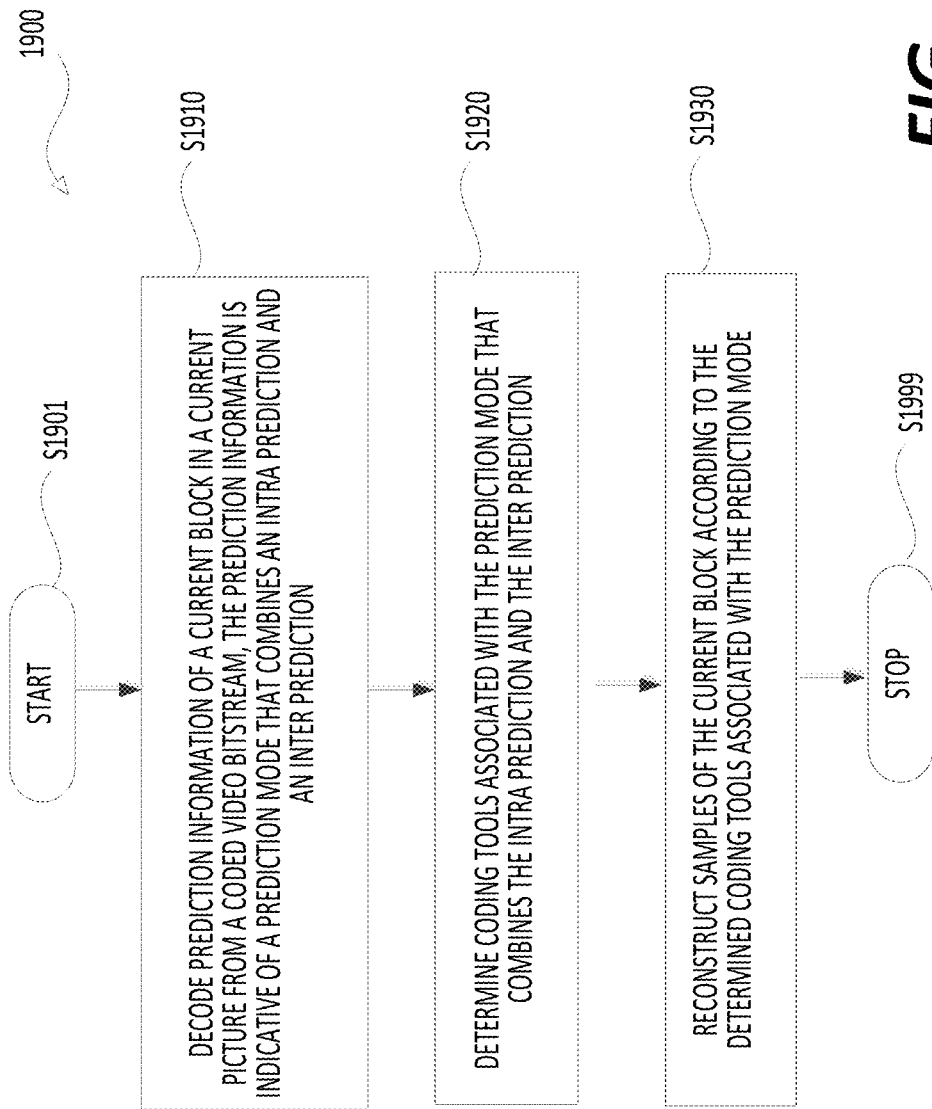 1900
START
S1901
DECODE PREDICTION INFORMATION OF A CURRENT BLOCK IN A CURRENT
PICTURE FROM A CODED VIDEO BITSTREAM, THE PREDICTION INFORMATION IS
INDICATIVE OF A PREDICTION MODE THAT COMBINES AN INTRA PREDICTION AND
AN INTER PREDICTION
S1910
DETERMINE CODING TOOLS ASSOCIATED WITH THE PREDICTION MODE THAT
COMBINES THE INTRA PREDICTION AND THE INTER PREDICTION
S1920
RECONSTRUCT SAMPLES OF THE CURRENT BLOCK ACCORDING TO THE
DETERMINED CODING TOOLS ASSOCIATED WITH THE PREDICTION MODE
S1930
STOP
S1999
FIG